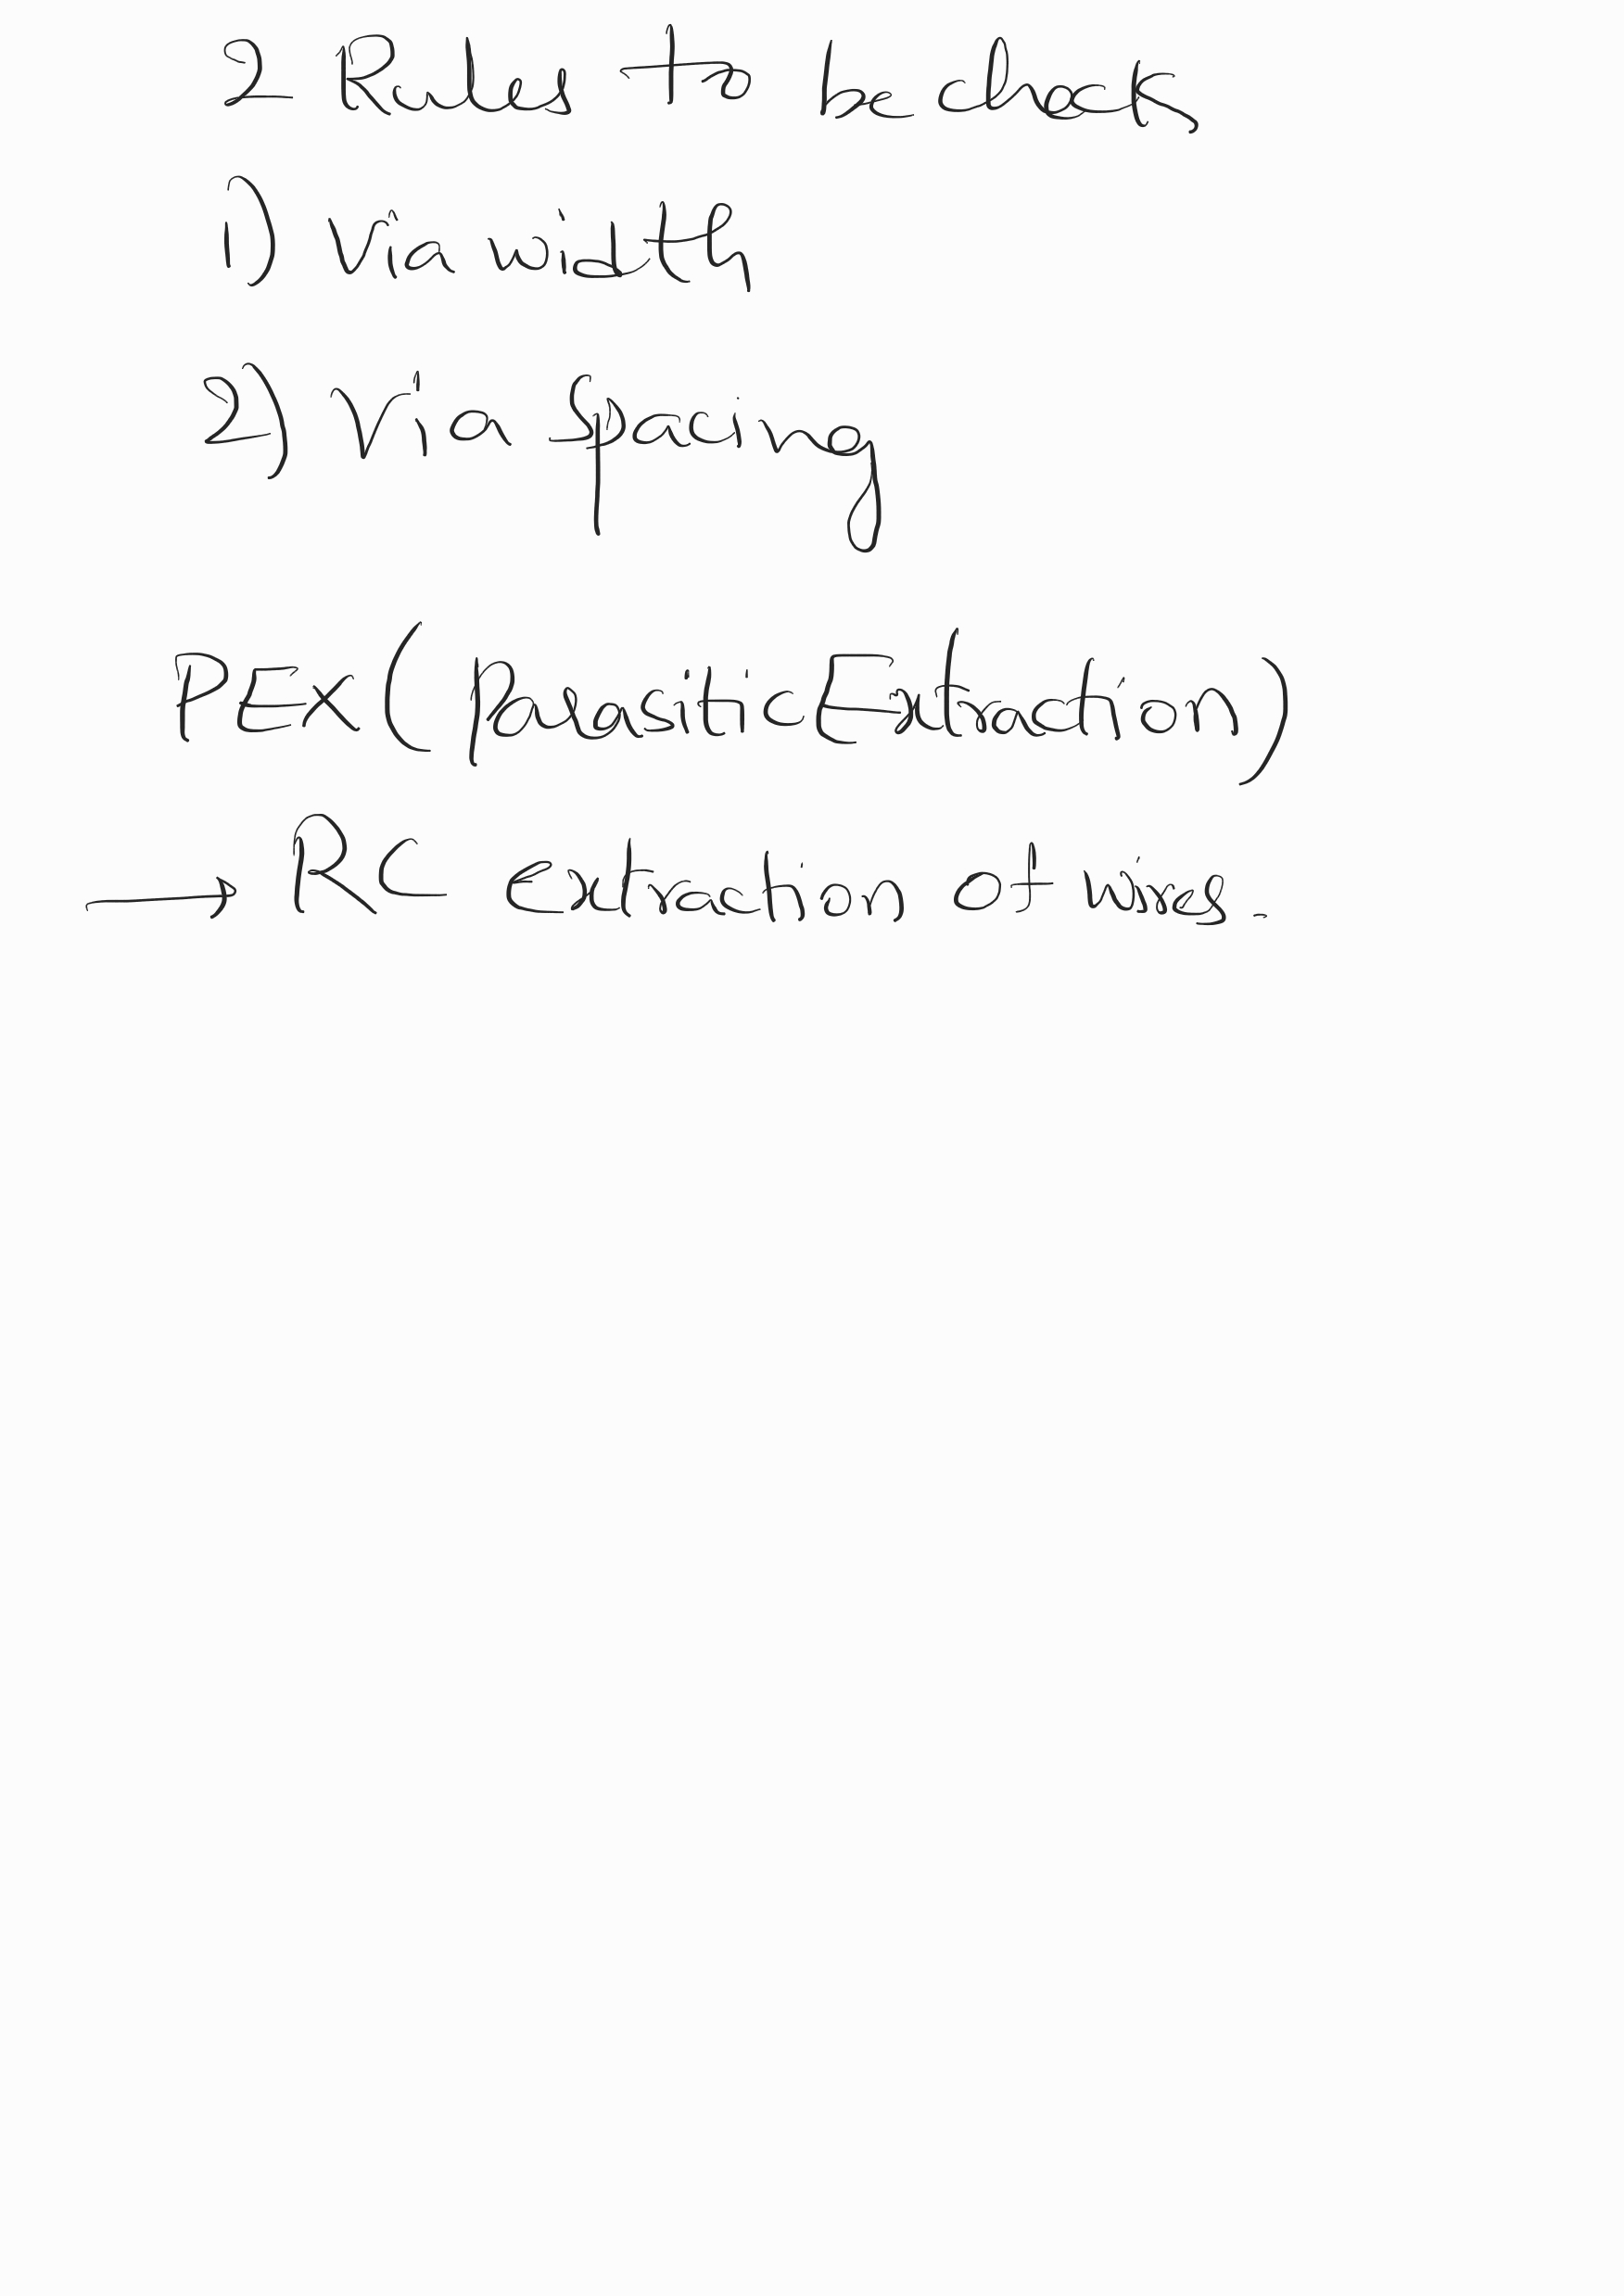 2 Rules to be check
1) Via width
2) Via Spacing
PEX (Parasitic Extraction)
→ RC extraction of wires.